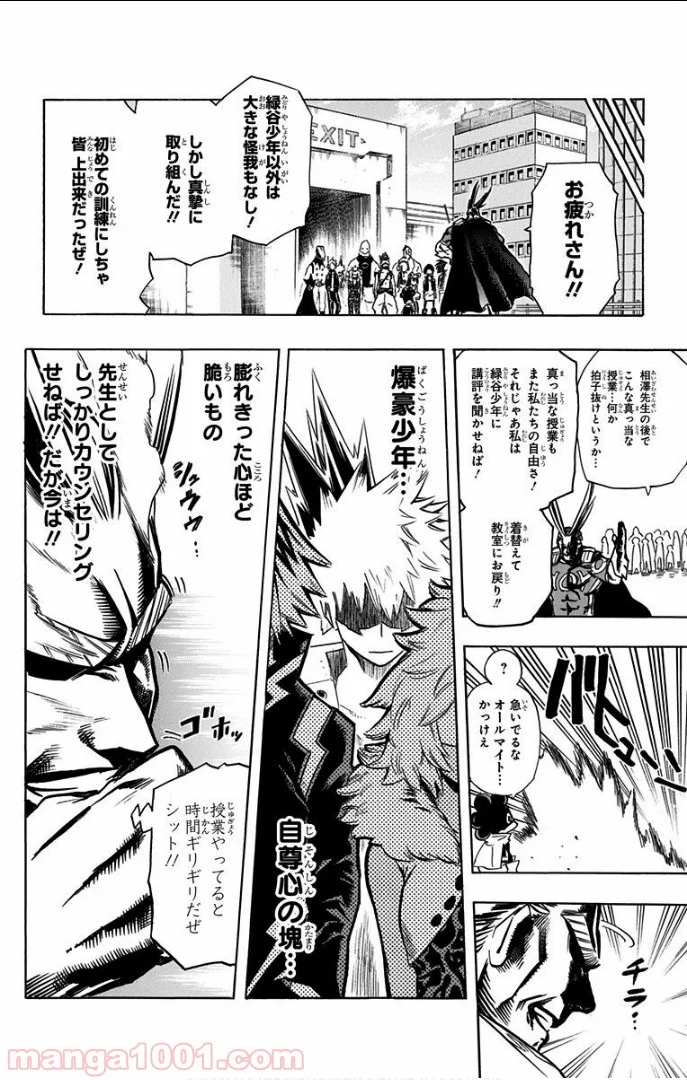 お疲れさん!!
緑谷少年以外は
大きな怪我もなし!
しかし真摯に
取り組んだ!!
初めての訓練にしちゃ
皆 上出来だったぜ!
EXIT
相澤先生の後で
こんな真っ当な
授業…何か
拍子抜けというか…
真っ当な授業も
また私たちの自由さ!
それじゃあ私は
緑谷少年に
講評を聞かせねば!
着替えて
教室にお戻り!!
バヒューーン
?
急いでるな
オールマイト…
かっけえ
チラ…
爆豪少年…
自尊心の塊…
膨れきった心ほど
脆いもの
先生として
しっかりカウンセリング
せねば!!だが今は!!
シュウウ…
ゴホッ
授業やってると
時間ギリギリだぜ
シット!!
manga1001.com